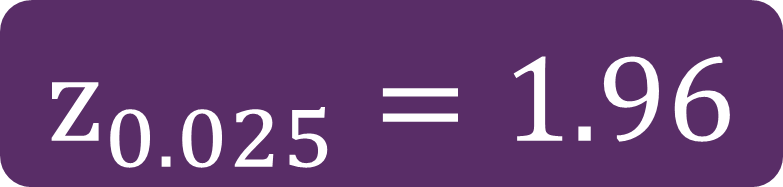 z₀.₀₂₅ = 1.96